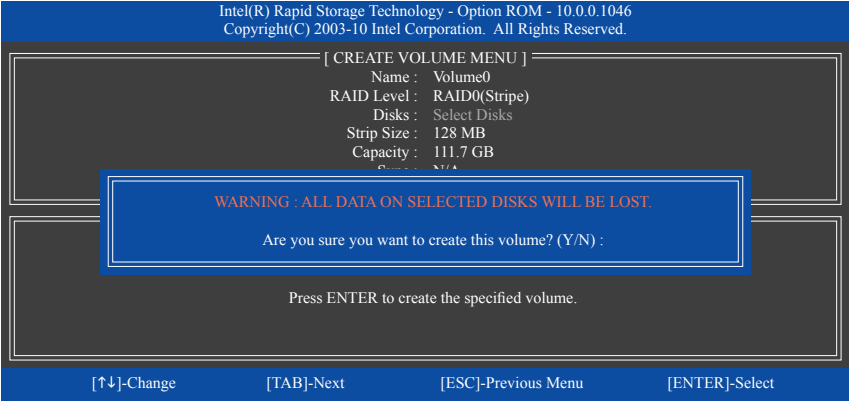 Intel(R) Rapid Storage Technology - Option ROM - 10.0.0.1046
Copyright(C) 2003-10 Intel Corporation. All Rights Reserved.
[ CREATE VOLUME MENU ]
Name : Volume0
RAID Level : RAID0(Stripe)
Disks : Select Disks
Strip Size : 128 MB
Capacity : 111.7 GB
N/A
WARNING : ALL DATA ON SELECTED DISKS WILL BE LOST.
Are you sure you want to create this volume? (Y/N) :
Press ENTER to create the specified volume.
[↑↓]-Change [TAB]-Next [ESC]-Previous Menu [ENTER]-Select